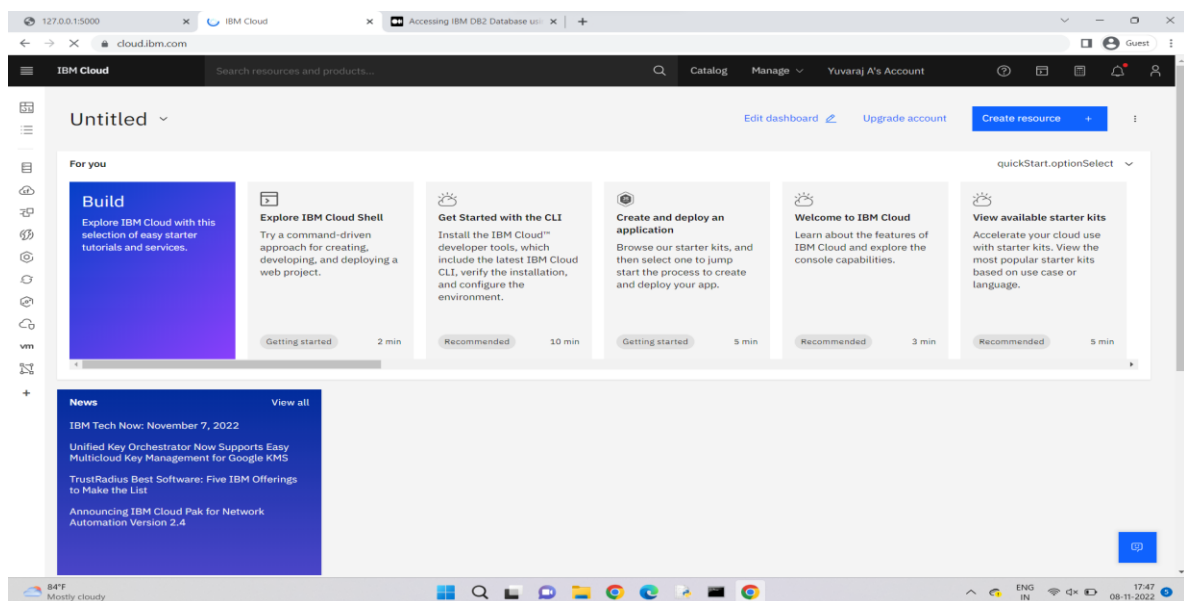 127.0.0.1:5000
IBM Cloud
Accessing IBM DB2 Database usi
cloud.ibm.com
Guest
IBM Cloud
Search resources and products...
Catalog
Manage
Yuvaraj A's Account
Untitled
Edit dashboard
Upgrade account
Create resource +
For you
quickStart.optionSelect
Build
Explore IBM Cloud with this
selection of easy starter
tutorials and services.
Explore IBM Cloud Shell
Try a command-driven
approach for creating,
developing, and deploying a
web project.
Getting started
2 min
Get Started with the CLI
Install the IBM Cloud™
developer tools, which
include the latest IBM Cloud
CLI, verify the installation,
and configure the
environment.
Recommended
10 min
Create and deploy an
application
Browse our starter kits, and
then select one to jump
start the process to create
and deploy your app.
Getting started
5 min
Welcome to IBM Cloud
Learn about the features of
IBM Cloud and explore the
console capabilities.
Recommended
3 min
View available starter kits
Accelerate your cloud use
with starter kits. View the
most popular starter kits
based on use case or
language.
Recommended
5 min
vm
News
View all
IBM Tech Now: November 7, 2022
Unified Key Orchestrator Now Supports Easy
Multicloud Key Management for Google KMS
TrustRadius Best Software: Five IBM Offerings
to Make the List
Announcing IBM Cloud Pak for Network
Automation Version 2.4
84°F
Mostly cloudy
ENG
IN
17:47
08-11-2022
5